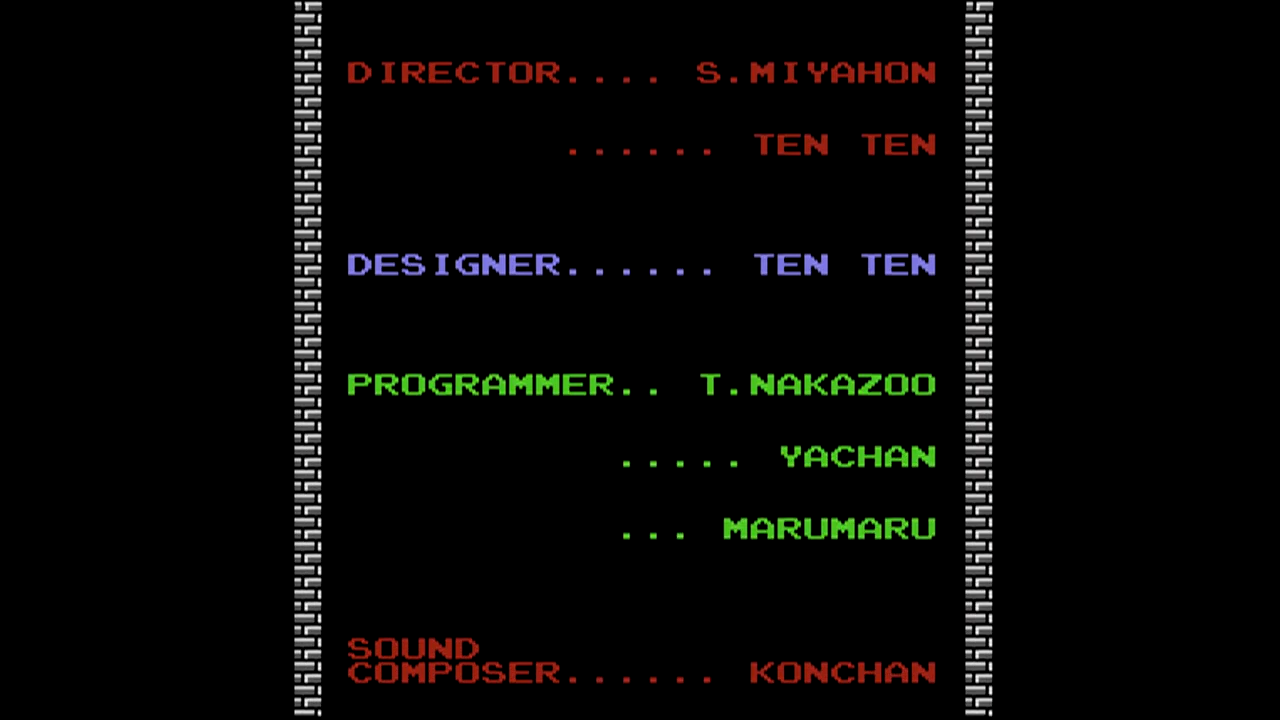 DIRECTOR.... S.MIYAHON
...... TEN TEN
DESIGNER...... TEN TEN
PROGRAMMER.. T.NAKAZOO
..... YACHAN
... MARUMARU
SOUND
COMPOSER...... KONCHAN